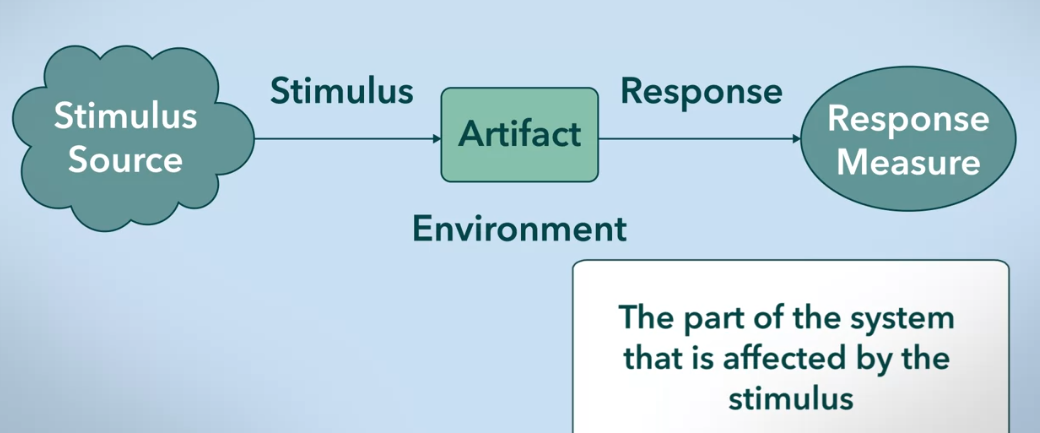 Stimulus
Source
Stimulus
Artifact
Response
Response
Measure
Environment
The part of the system
that is affected by the
stimulus